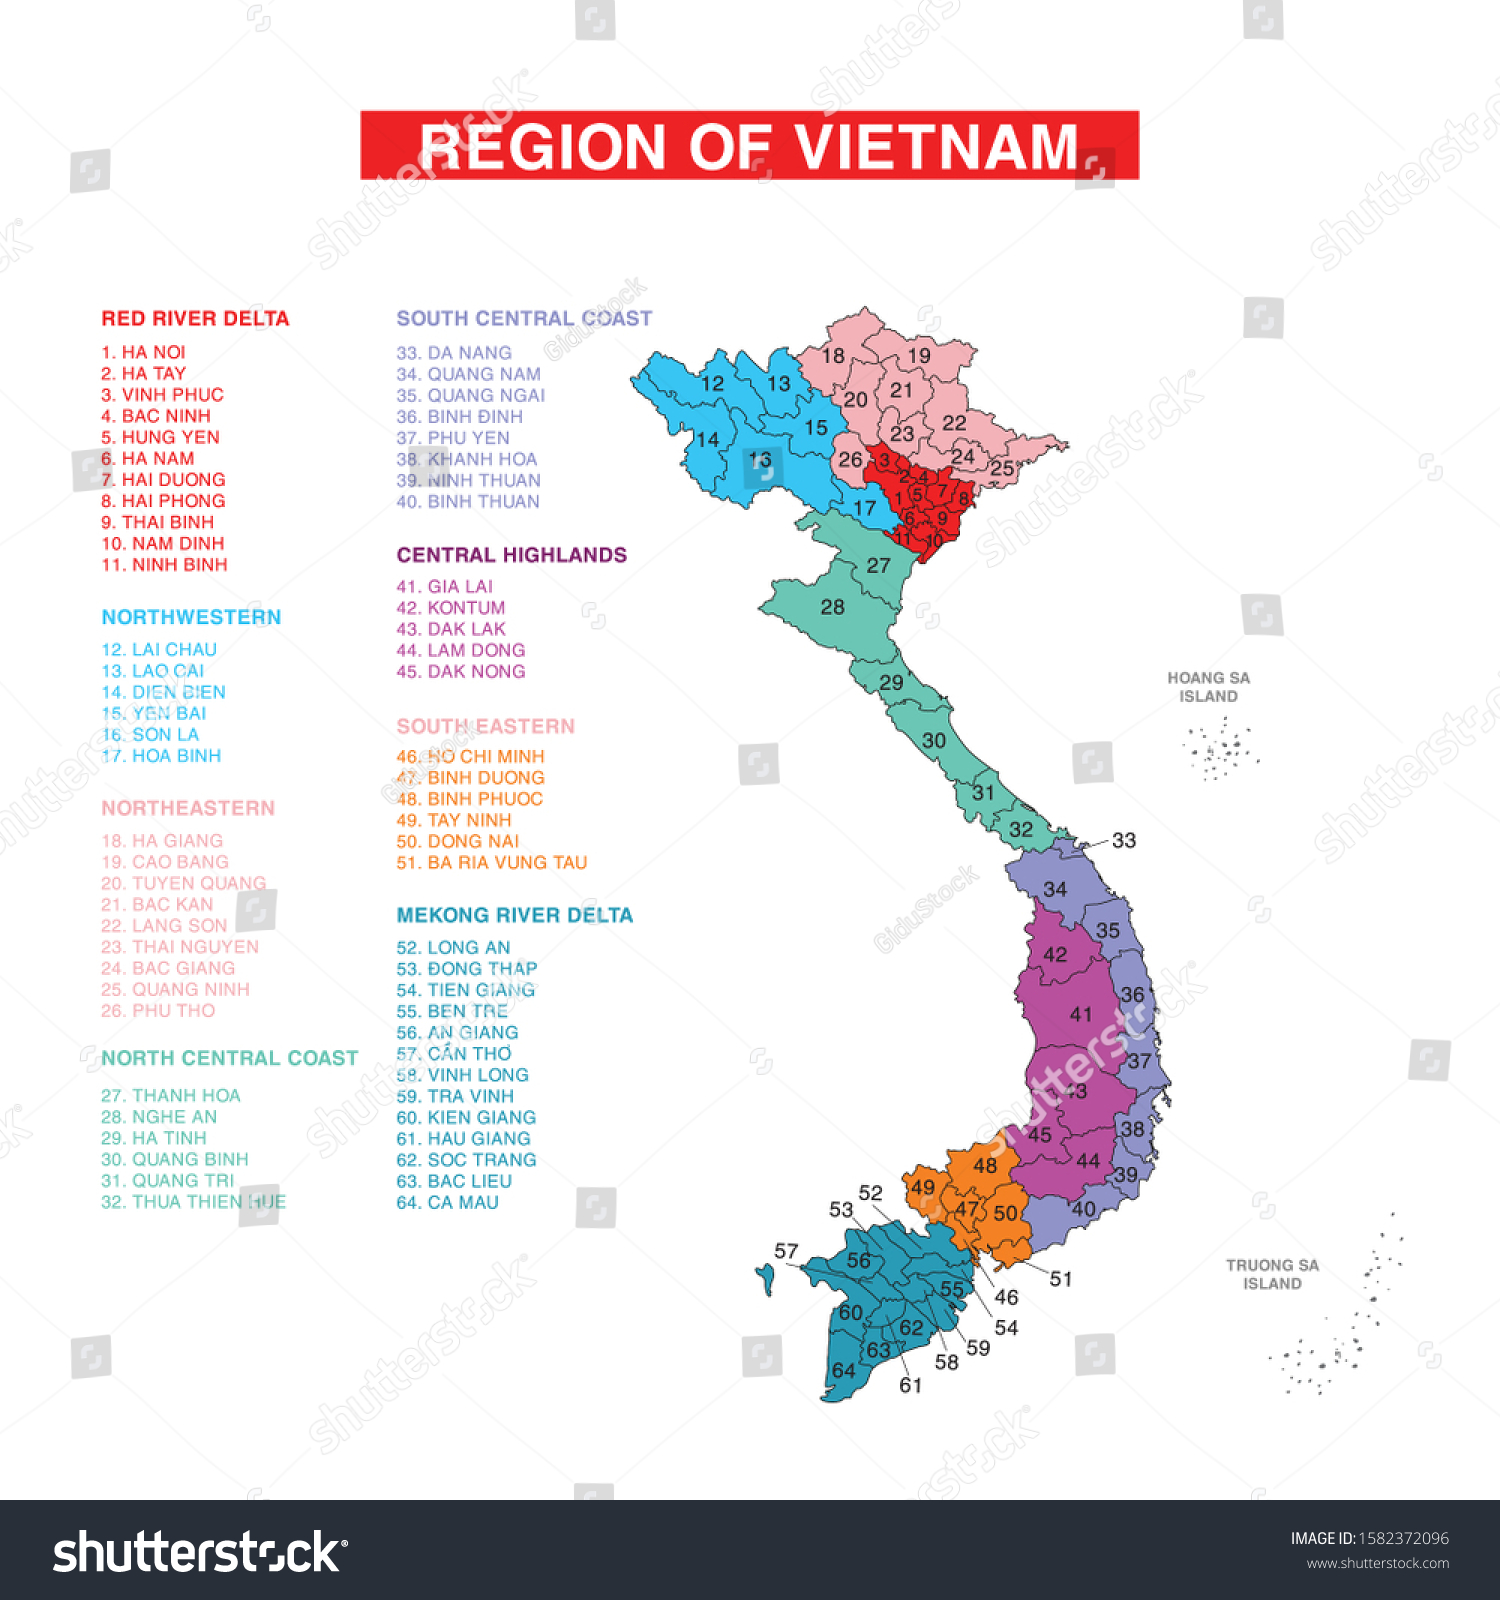 REGION OF VIETNAM
RED RIVER DELTA
1. HA NOI
2. HA TAY
3. VINH PHUC
4. BAC NINH
5. HUNG YEN
6. HA NAM
7. HAI DUONG
8. HAI PHONG
9. THAI BINH
10. NAM DINH
11. NINH BINH
NORTHWESTERN
12. LAI CHAU
13. LAO CAI
14. DIEN BIEN
15. YEN BAI
16. SON LA
17. HOA BINH
NORTHEASTERN
18. HA GIANG
19. CAO BANG
20. TUYEN QUANG
21. BAC KAN
22. LANG SON
23. THAI NGUYEN
24. BAC GIANG
25. QUANG NINH
26. PHU THO
NORTH CENTRAL COAST
27. THANH HOA
28. NGHE AN
29. HA TINH
30. QUANG BINH
31. QUANG TRI
32. THUA THIEN HUE
SOUTH CENTRAL COAST
33. DA NANG
34. QUANG NAM
35. QUANG NGAI
36. BINH ĐINH
37. PHU YEN
38. KHANH HOA
39. NINH THUAN
40. BINH THUAN
CENTRAL HIGHLANDS
41. GIA LAI
42. KONTUM
43. DAK LAK
44. LAM DONG
45. DAK NONG
SOUTH EASTERN
46. HO CHI MINH
47. BINH DUONG
48. BINH PHUOC
49. TAY NINH
50. DONG NAI
51. BA RIA VUNG TAU
MEKONG RIVER DELTA
52. LONG AN
53. ĐONG THAP
54. TIEN GIANG
55. BEN TRE
56. AN GIANG
57. CẦN THƠ
58. VINH LONG
59. TRA VINH
60. KIEN GIANG
61. HAU GIANG
62. SOC TRANG
63. BAC LIEU
64. CA MAU
18
19
12
13
20
21
15
22
14
23
24
16
26
3
25
2
4
7
1
5
8
17
6
9
11
10
27
28
29
30
31
32
33
34
35
42
36
41
37
43
38
45
44
48
39
49
52
47
50
40
53
57
56
51
55
46
60
62
54
63
59
64
58
61
HOANG SA
ISLAND
TRUONG SA
ISLAND
GiduStock
GiduStock
GiduStock
shutterstock
IMAGE ID: 1582372096
www.shutterstock.com